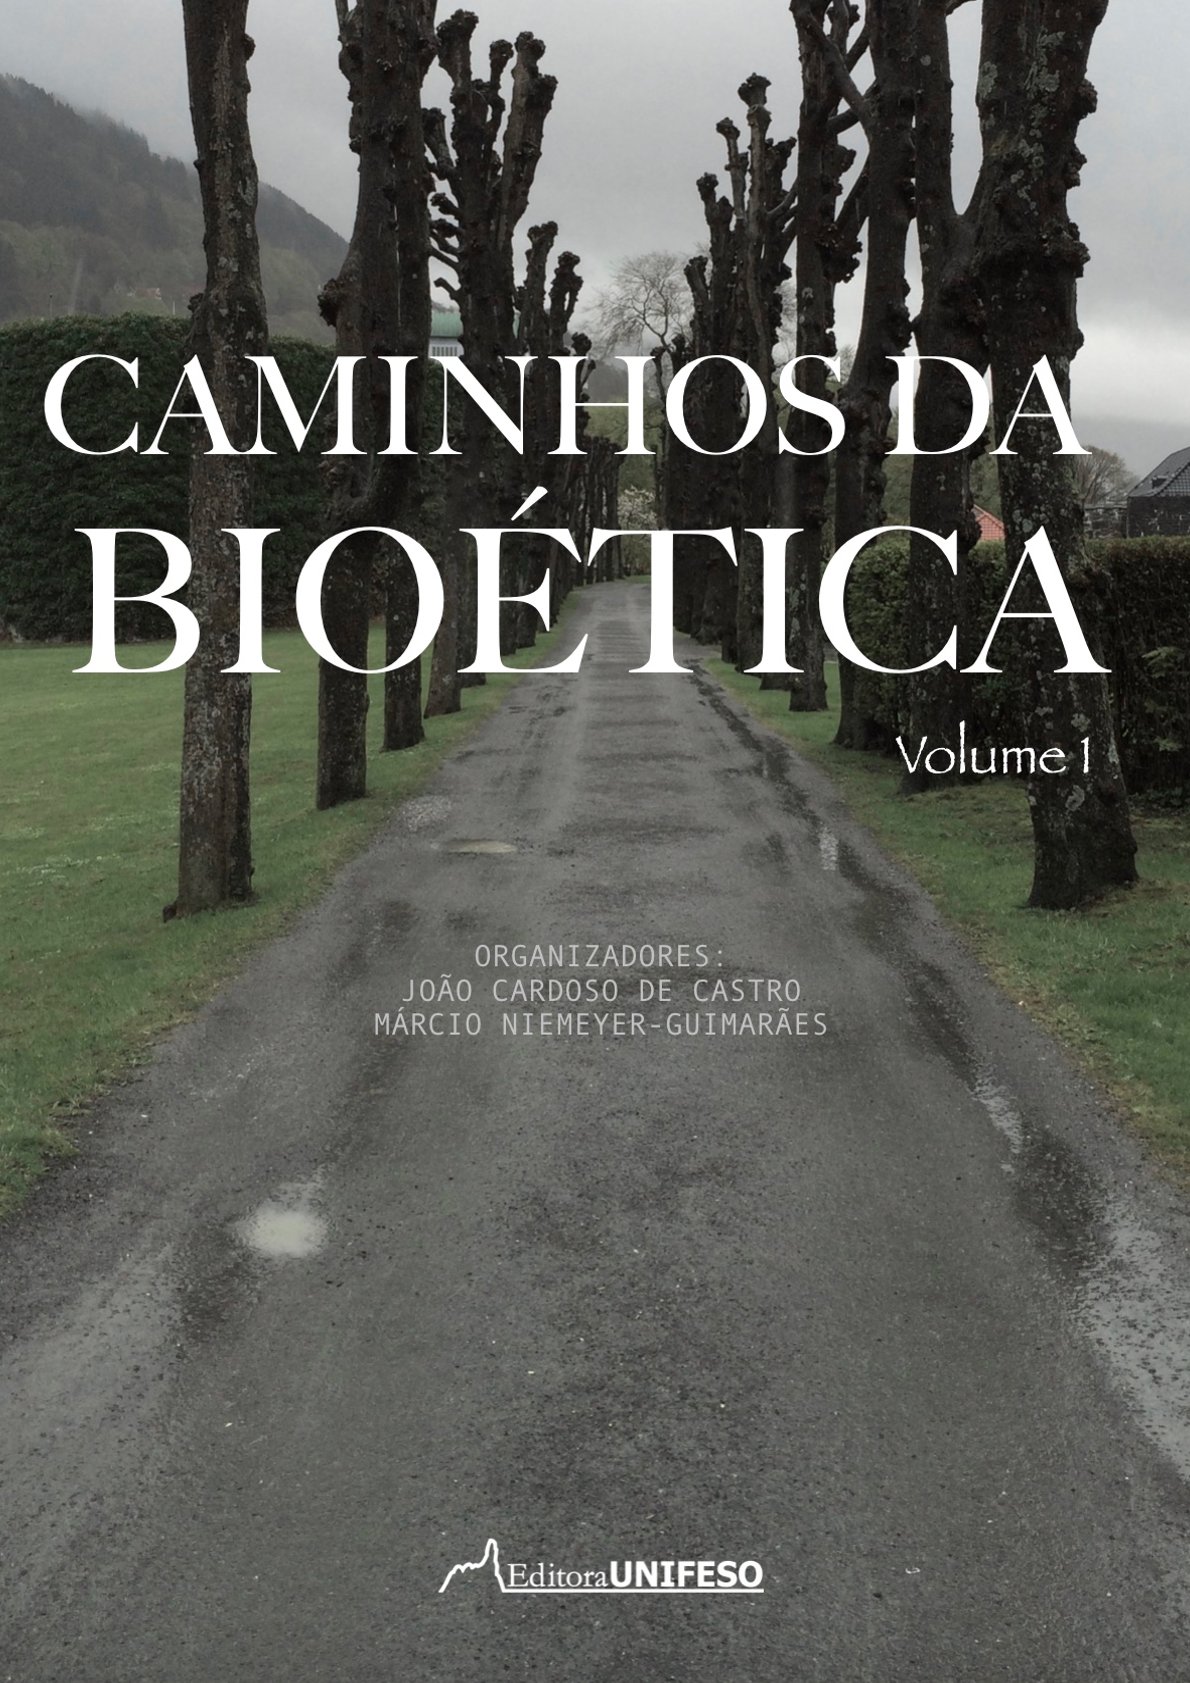 CAMINHOS DA
BIOÉTICA
Volume 1
ORGANIZADORES:
JOÃO CARDOSO DE CASTRO
MÁRCIO NIEMEYER-GUIMARÃES
EditoraUNIFESO